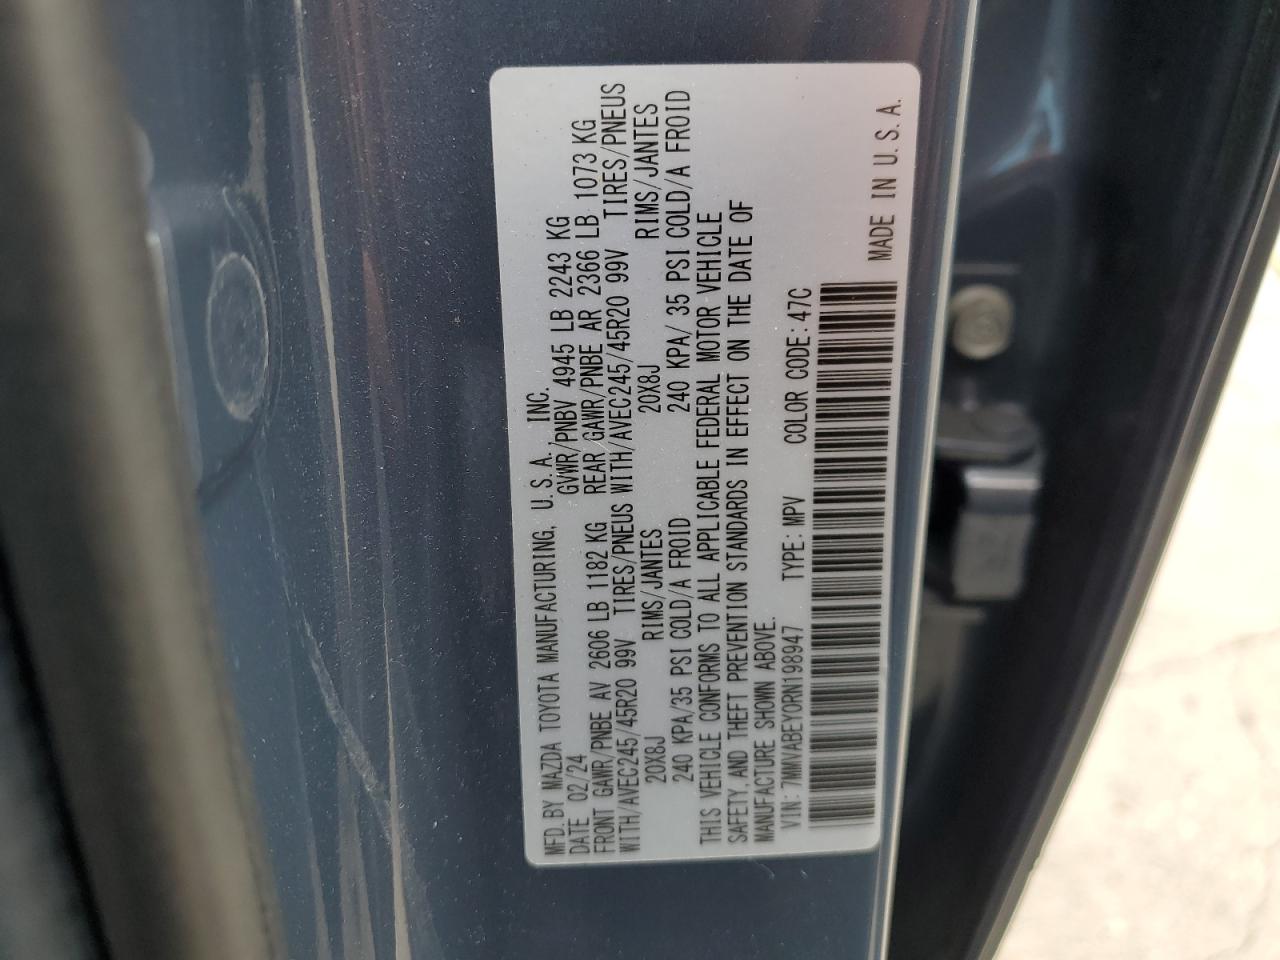 MFD.BY MAZDA TOYOTA MANUFACTURING, U.S.A., INC.
DATE 02/24 GVWR/PNBV 4945 LB 2243 KG
FRONT GAWR/PNBE AV 2606 LB 1182 KG REAR GAWR/PNBE AR 2366 LB 1073 KG
WITH/AVEC245/45R20 99V TIRES/PNEUS WITH/AVEC245/45R20 99V TIRES/PNEUS
20X8J RIMS/JANTES 20X8J RIMS/JANTES
240 KPA/35 PSI COLD/A FROID 240 KPA/ 35 PSI COLD/A FROID
THIS VEHICLE CONFORMS TO ALL APPLICABLE FEDERAL MOTOR VEHICLE
SAFETY,AND THEFT PREVENTION STANDARDS IN EFFECT ON THE DATE OF
MANUFACTURE SHOWN ABOVE.
VIN:7MMVABEY0RN198947 TYPE:MPV COLOR CODE:47C
MADE IN U.S.A.